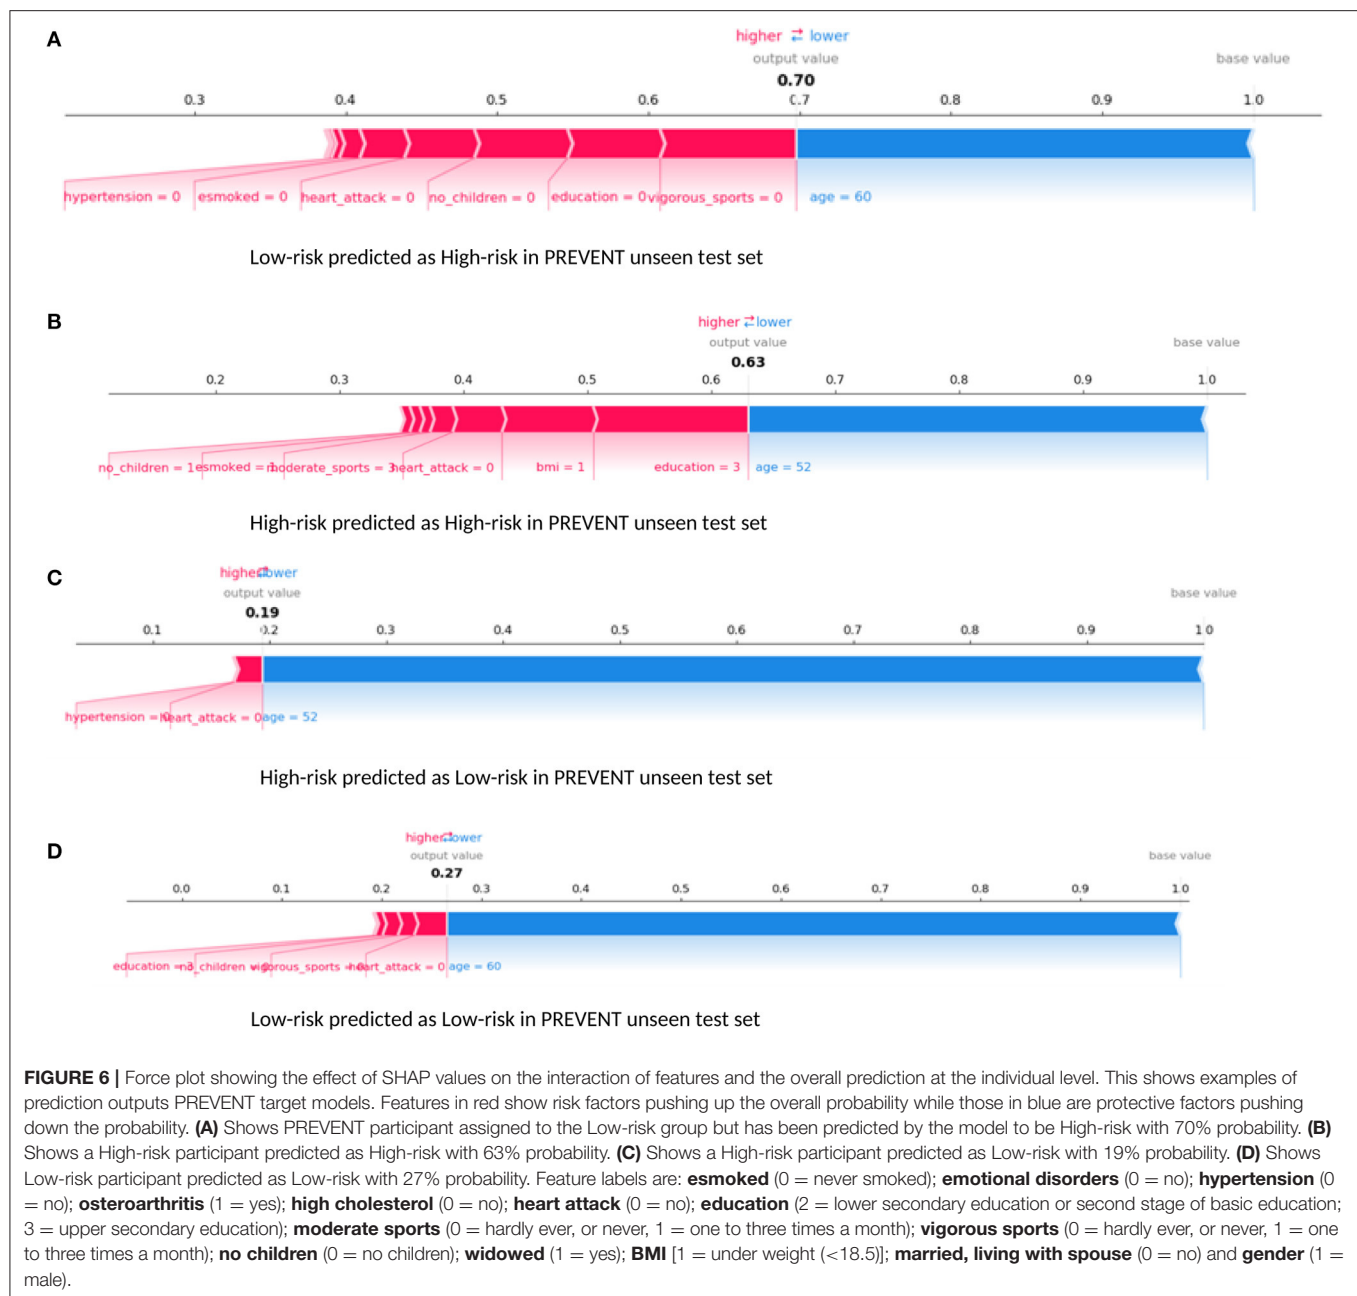 A
higher ⇄ lower
output value
base value
0.70
0.3 0.4 0.5 0.6 0.7 0.8 0.9 1.0
hypertension = 0 esmoked = 0 heart_attack = 0 no_children = 0 education = 0 vigorous_sports = 0 age = 60
Low-risk predicted as High-risk in PREVENT unseen test set
B
higher ⇄ lower
output value
base value
0.63
0.2 0.3 0.4 0.5 0.6 0.7 0.8 0.9 1.0
no_children = 1 esmoked = 1 moderate_sports = 3 heart_attack = 0 bmi = 1 education = 3 age = 52
High-risk predicted as High-risk in PREVENT unseen test set
C
higher ⇄ lower
output value
base value
0.19
0.1 0.2 0.3 0.4 0.5 0.6 0.7 0.8 0.9 1.0
hypertension = 0 heart_attack = 0 age = 52
High-risk predicted as Low-risk in PREVENT unseen test set
D
higher ⇄ lower
output value
base value
0.27
0.0 0.1 0.2 0.3 0.4 0.5 0.6 0.7 0.8 0.9 1.0
education = 3 no_children = 0 vigorous_sports = 0 heart_attack = 0 age = 60
Low-risk predicted as Low-risk in PREVENT unseen test set
FIGURE 6 | Force plot showing the effect of SHAP values on the interaction of features and the overall prediction at the individual level. This shows examples of
prediction outputs PREVENT target models. Features in red show risk factors pushing up the overall probability while those in blue are protective factors pushing
down the probability. (A) Shows PREVENT participant assigned to the Low-risk group but has been predicted by the model to be High-risk with 70% probability. (B)
Shows a High-risk participant predicted as High-risk with 63% probability. (C) Shows a High-risk participant predicted as Low-risk with 19% probability. (D) Shows
Low-risk participant predicted as Low-risk with 27% probability. Feature labels are: esmoked (0 = never smoked); emotional disorders (0 = no); hypertension (0
= no); osteroarthritis (1 = yes); high cholesterol (0 = no); heart attack (0 = no); education (2 = lower secondary education or second stage of basic education;
3 = upper secondary education); moderate sports (0 = hardly ever, or never, 1 = one to three times a month); vigorous sports (0 = hardly ever, or never, 1 = one
to three times a month); no children (0 = no children); widowed (1 = yes); BMI [1 = under weight (<18.5)]; married, living with spouse (0 = no) and gender (1 =
male).